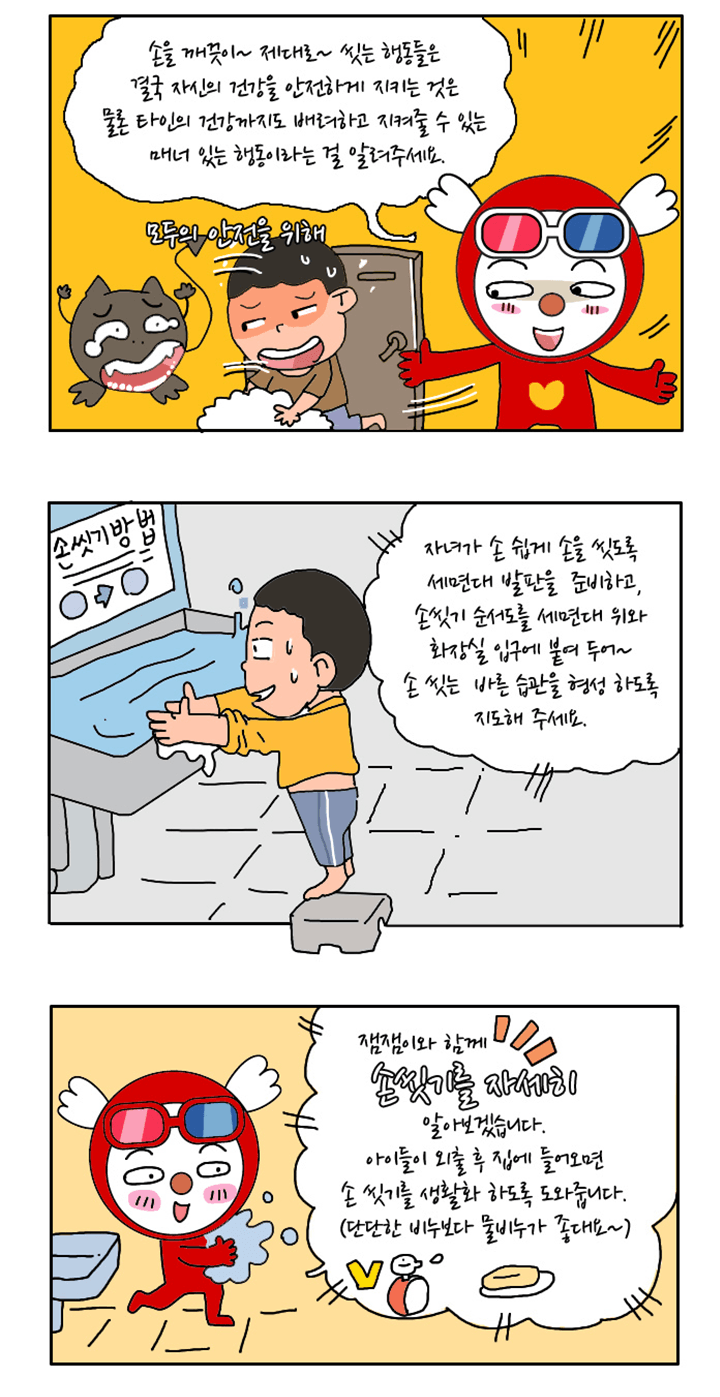 손을 깨끗이~ 제대로~ 씻는 행동들은
결국 자신의 건강을 안전하게 지키는 것은
물론 타인의 건강까지도 배려하고 지켜줄 수 있는
매너 있는 행동이라는 걸 알려주세요.
모두의 안전을 위해
손씻기방법
자녀가 손 쉽게 손을 씻도록
세면대 발판을 준비하고,
손씻기 순서도를 세면대 위와
화장실 입구에 붙여 두어~
손 씻는 바른 습관을 형성 하도록
지도해 주세요.
잼잼이와 함께
손씻기를 자세히
알아보겠습니다.
아이들이 외출 후 집에 들어오면
손 씻기를 생활화 하도록 도와줍니다.
(단단한 비누보다 물비누가 좋대요~)